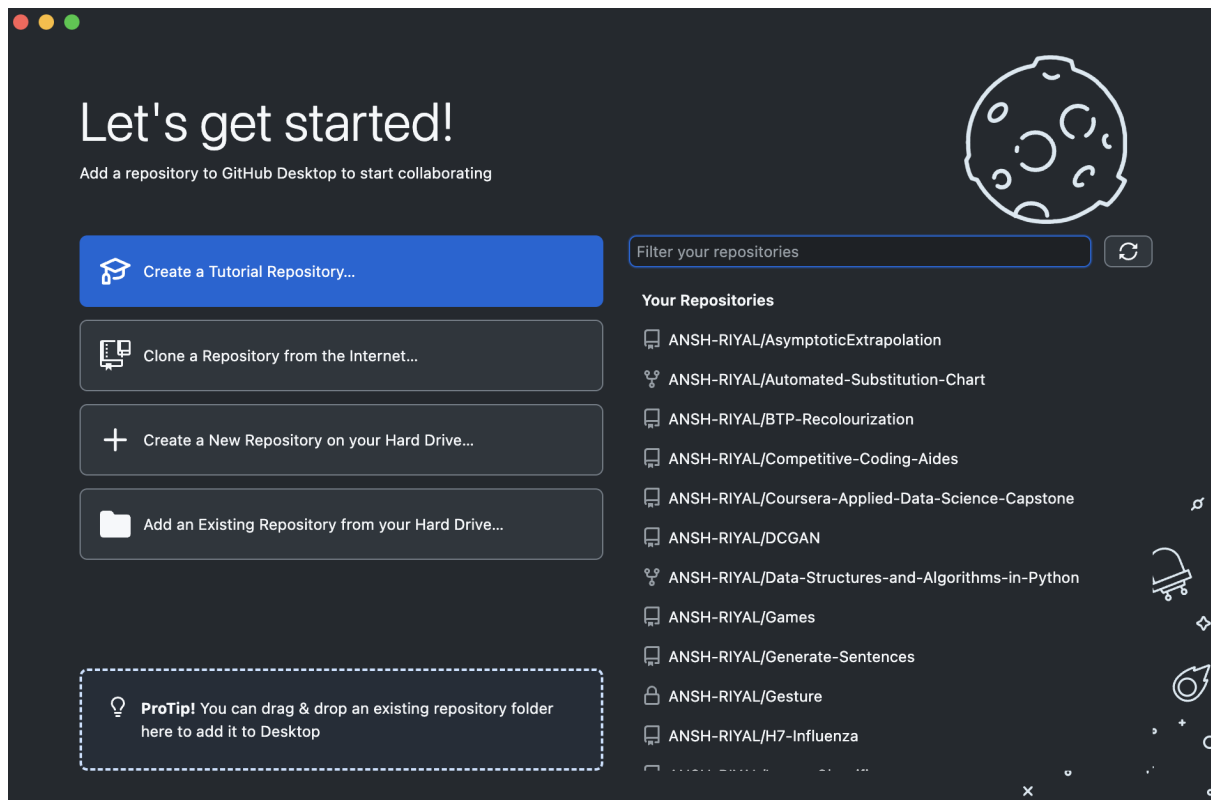 Let's get started!
Add a repository to GitHub Desktop to start collaborating
Create a Tutorial Repository...
Clone a Repository from the Internet...
Create a New Repository on your Hard Drive...
Add an Existing Repository from your Hard Drive...
ProTip! You can drag & drop an existing repository folder
here to add it to Desktop
Filter your repositories
Your Repositories
ANSH-RIYAL/AsymptoticExtrapolation
ANSH-RIYAL/Automated-Substitution-Chart
ANSH-RIYAL/BTP-Recolourization
ANSH-RIYAL/Competitive-Coding-Aides
ANSH-RIYAL/Coursera-Applied-Data-Science-Capstone
ANSH-RIYAL/DCGAN
ANSH-RIYAL/Data-Structures-and-Algorithms-in-Python
ANSH-RIYAL/Games
ANSH-RIYAL/Generate-Sentences
ANSH-RIYAL/Gesture
ANSH-RIYAL/H7-Influenza